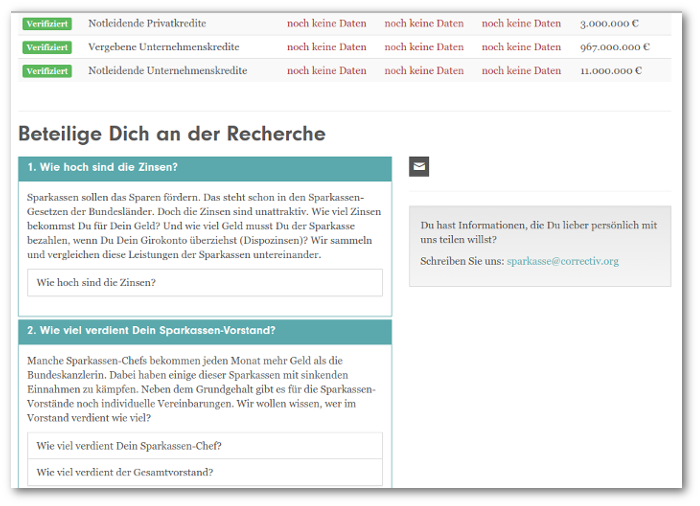 Verifiziert Notleidende Privatkredite noch keine Daten noch keine Daten noch keine Daten 3.000.000 €
Verifiziert Vergebene Unternehmenskredite noch keine Daten noch keine Daten noch keine Daten 967.000.000 €
Verifiziert Notleidende Unternehmenskredite noch keine Daten noch keine Daten noch keine Daten 11.000.000 €
Beteilige Dich an der Recherche
1. Wie hoch sind die Zinsen?
Sparkassen sollen das Sparen fördern. Das steht schon in den Sparkassen-
Gesetzen der Bundesländer. Doch die Zinsen sind unattraktiv. Wie viel Zinsen
bekommst Du für Dein Geld? Und wie viel Geld musst Du der Sparkasse
bezahlen, wenn Du Dein Girokonto überziehst (Dispozinsen)? Wir sammeln
und vergleichen diese Leistungen der Sparkassen untereinander.
Wie hoch sind die Zinsen?
2. Wie viel verdient Dein Sparkassen-Vorstand?
Manche Sparkassen-Chefs bekommen jeden Monat mehr Geld als die
Bundeskanzlerin. Dabei haben einige dieser Sparkassen mit sinkenden
Einnahmen zu kämpfen. Neben dem Grundgehalt gibt es für die Sparkassen-
Vorstände noch individuelle Vereinbarungen. Wir wollen wissen, wer im
Vorstand verdient wie viel?
Wie viel verdient Dein Sparkassen-Chef?
Wie viel verdient der Gesamtvorstand?
Du hast Informationen, die Du lieber persönlich mit
uns teilen willst?
Schreiben Sie uns: sparkasse@correctiv.org